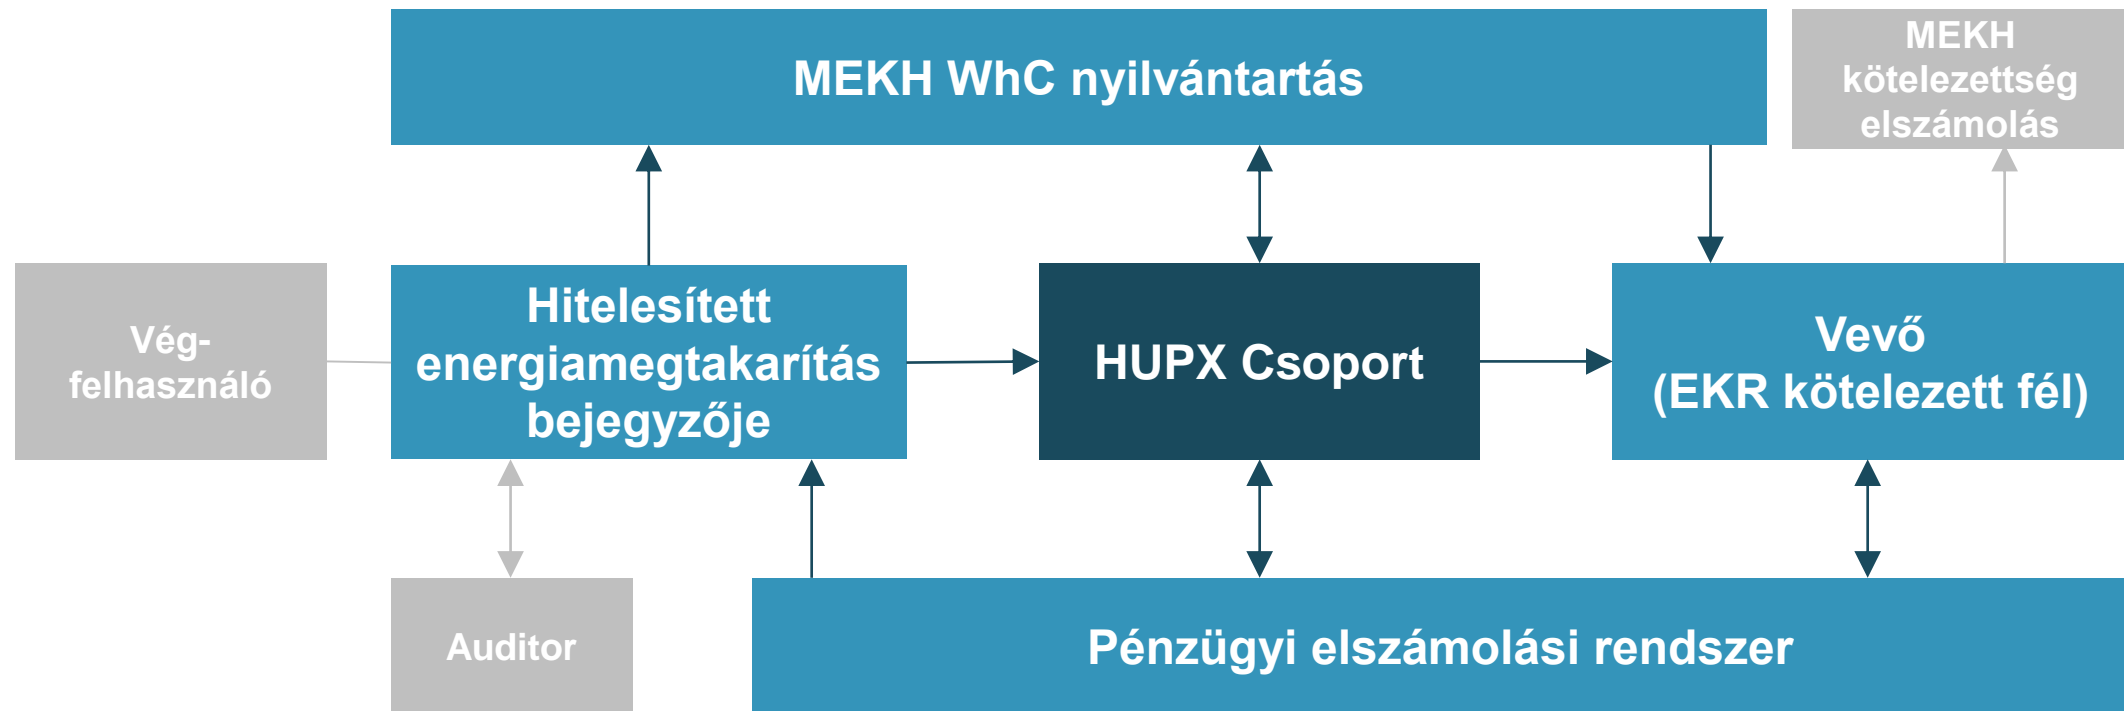 MEKH WhC nyilvántartás
MEKH
kötelezettség
elszámolás
Vég-
felhasználó
Hitelesített
energiamegtakarítás
bejegyzője
HUPX Csoport
Vevő
(EKR kötelezett fél)
Auditor
Pénzügyi elszámolási rendszer